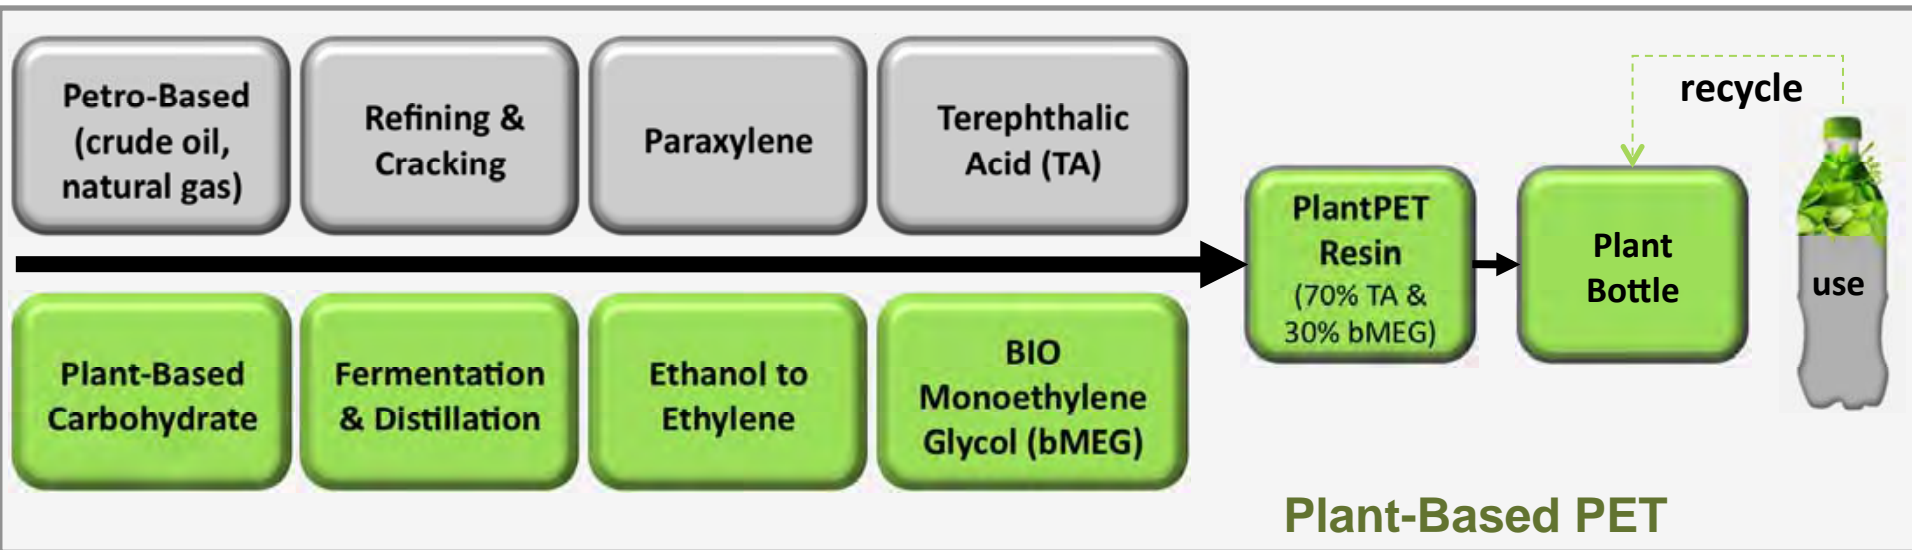 Petro-Based
(crude oil,
natural gas)
Refining &
Cracking
Paraxylene
Terephthalic
Acid (TA)
recycle
PlantPET
Resin
(70% TA &
30% bMEG)
Plant
Bottle
use
Plant-Based
Carbohydrate
Fermentation
& Distillation
Ethanol to
Ethylene
BIO
Monoethylene
Glycol (bMEG)
Plant-Based PET